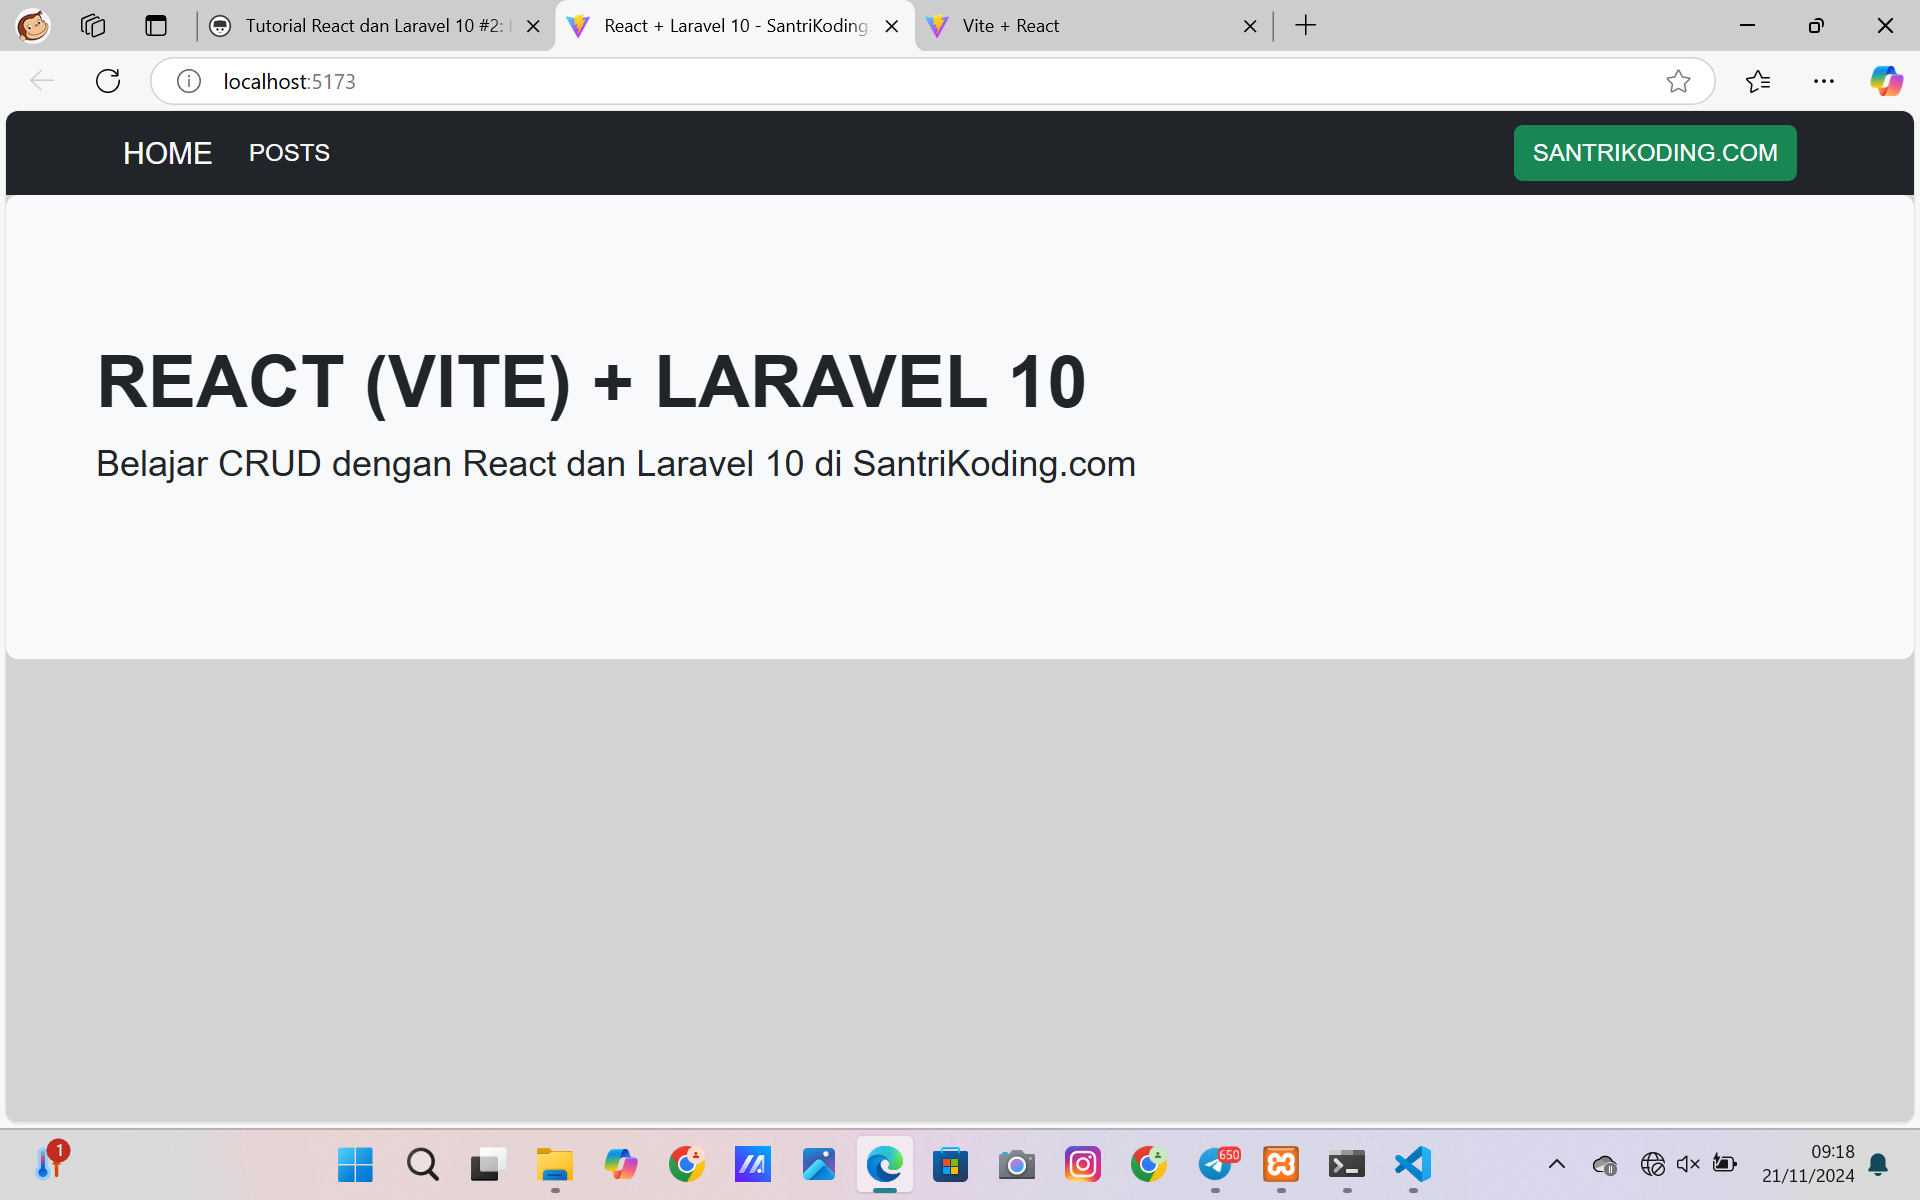 Tutorial React dan Laravel 10 #2:
React + Laravel 10 - SantriKoding.
Vite + React
localhost:5173
HOME
POSTS
SANTRIKODING.COM
REACT (VITE) + LARAVEL 10
Belajar CRUD dengan React dan Laravel 10 di SantriKoding.com
1
650
09:18
21/11/2024